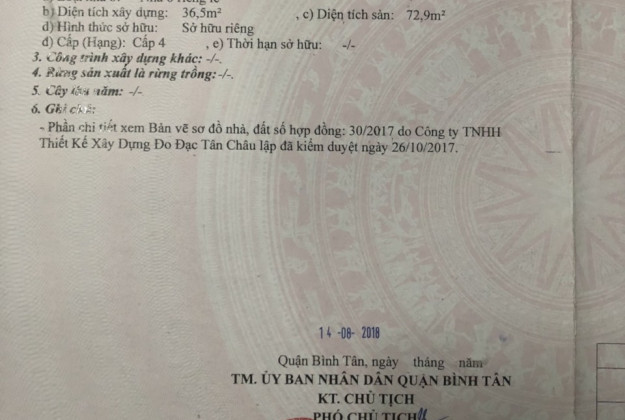 b) Diện tích xây dựng: 36,5m² , c) Diện tích sàn: 72,9m²
d) Hình thức sở hữu: Sở hữu riêng
đ) Cấp (Hạng): Cấp 4 , e) Thời hạn sở hữu: -/-
3. Công trình xây dựng khác: -/-.
4. Rừng sản xuất là rừng trồng: -/-.
5. Cây lâu năm: -/-
6. Ghi chú:
- Phần chi tiết xem Bản vẽ sơ đồ nhà, đất số hợp đồng: 30/2017 do Công ty TNHH
Thiết Kế Xây Dựng Đo Đạc Tân Châu lập đã kiểm duyệt ngày 26/10/2017.
14 -08- 2018
Quận Bình Tân, ngày tháng năm
TM. ỦY BAN NHÂN DÂN QUẬN BÌNH TÂN
KT. CHỦ TỊCH
PHÓ CHỦ TỊCH